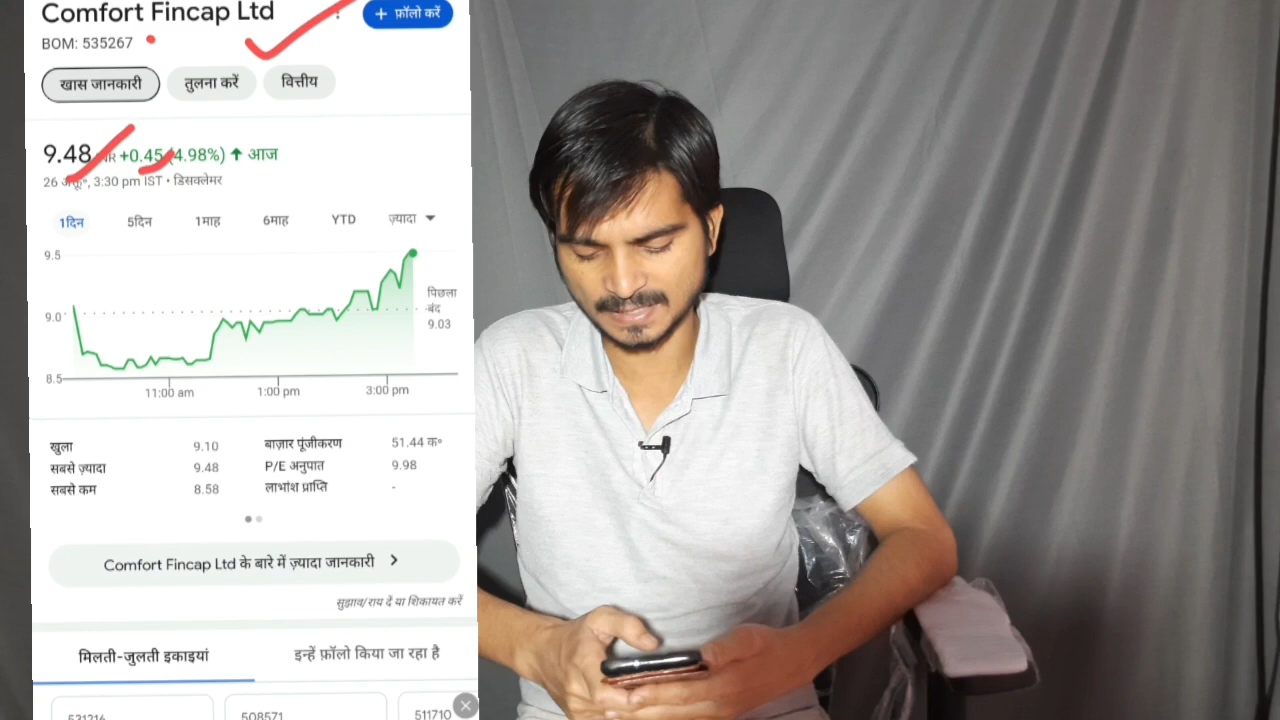 Comfort Fincap Ltd
+ फ़ॉलो करें
BOM: 535267
खास जानकारी
तुलना करें
वित्तीय
9.48 +0.45 (4.98%) ↑ आज
26 3:30 pm IST • डिसक्लेमर
1दिन 5दिन 1माह 6माह YTD ज़्यादा
9.5
9.0
8.5
पिछला
बंद
9.03
11:00 am 1:00 pm 3:00 pm
खुला 9.10 बाज़ार पूंजीकरण 51.44 क॰
सबसे ज़्यादा 9.48 P/E अनुपात 9.98
सबसे कम 8.58 लाभांश प्राप्ति -
Comfort Fincap Ltd के बारे में ज़्यादा जानकारी
सुझाव/राय दें या शिकायत करें
मिलती-जुलती इकाइयां इन्हें फ़ॉलो किया जा रहा है
531216 508571 511710